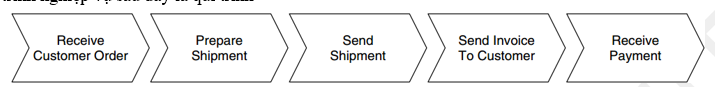 Receive
Customer Order
Prepare
Shipment
Send
Shipment
Send Invoice
To Customer
Receive
Payment